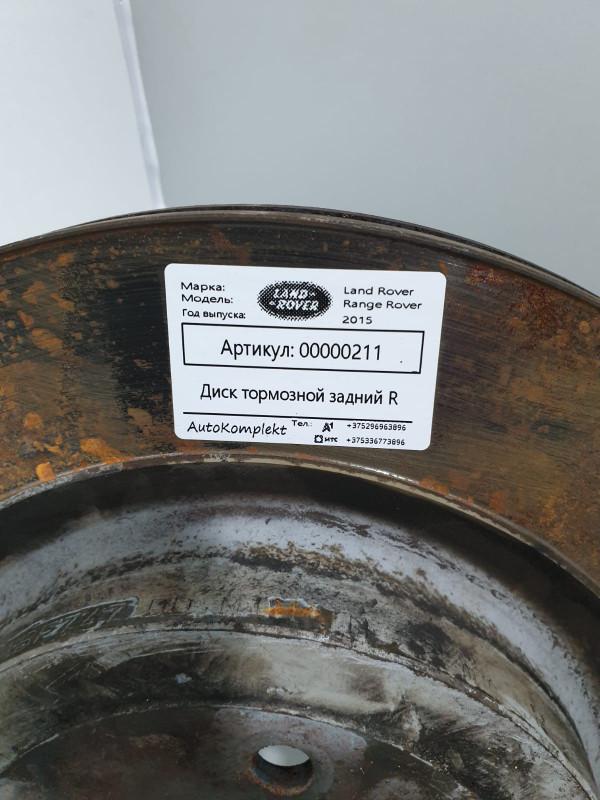 Марка: LAND Land Rover
Модель: ROVER Range Rover
Год выпуска: 2015
Артикул: 00000211
Диск тормозной задний R
AutoKomplekt Тел.: A1 +375296963896
МТС +375336773896